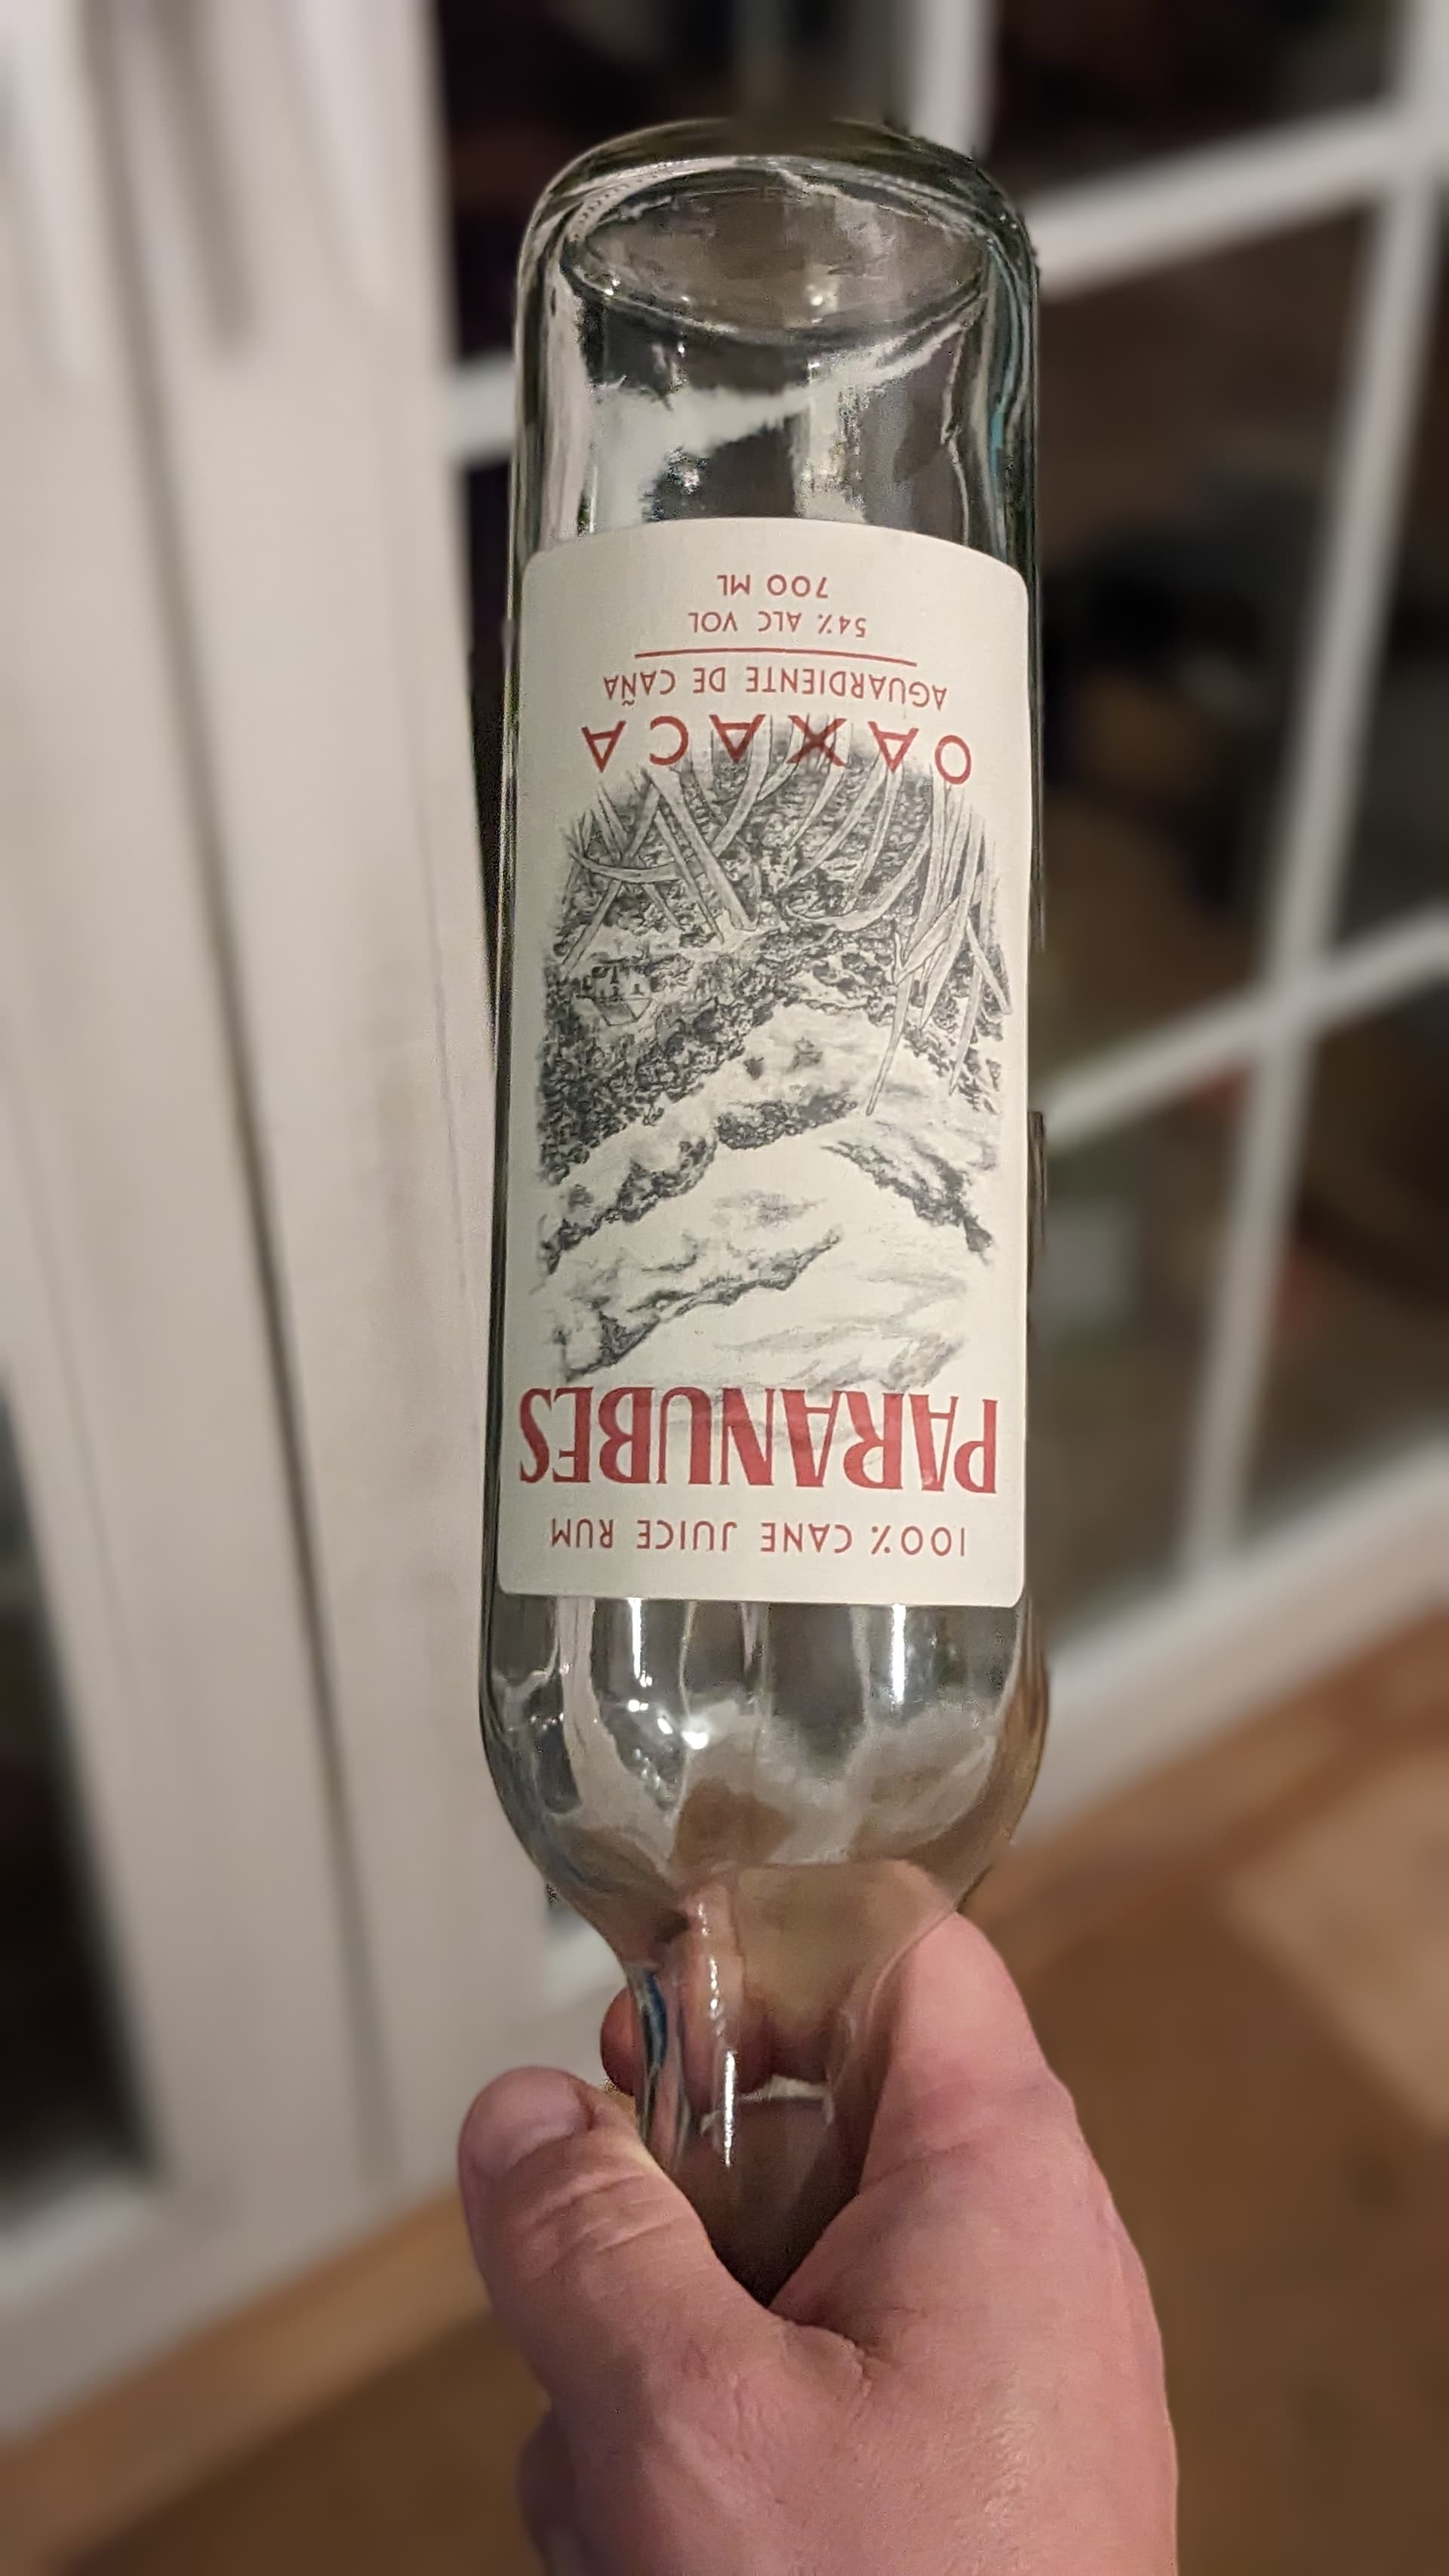 100% CANE JUICE RUM
PARANUBES
OAXACA
AGUARDIENTE DE CAÑA
54% ALC VOL
700 ML